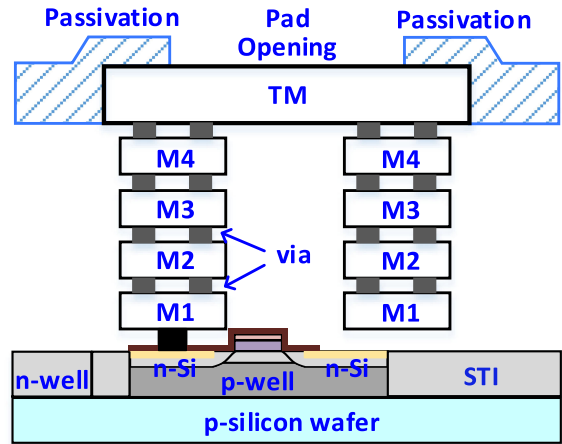 Passivation
Pad
Opening
Passivation
TM
M4
M4
M3
M3
M2
via
M2
M1
M1
n-well
n-Si
p-well
n-Si
STI
p-silicon wafer